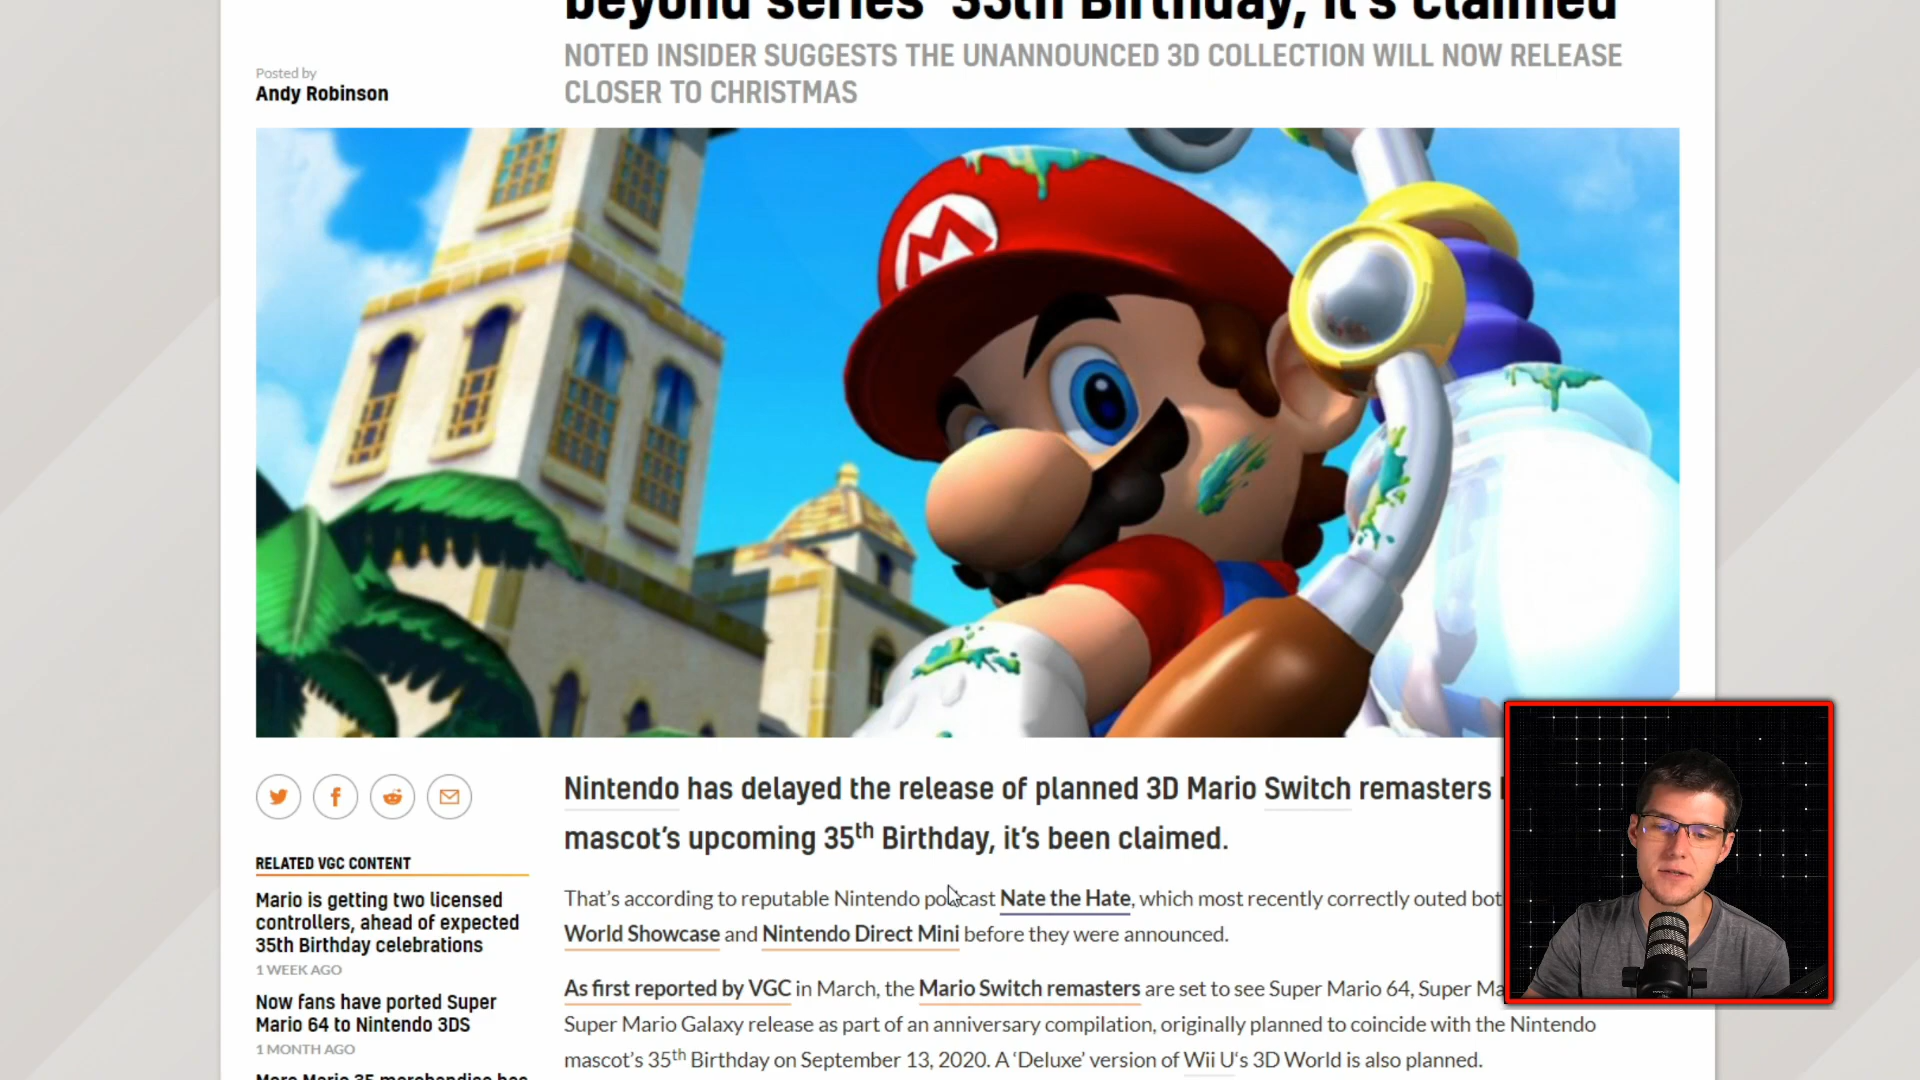 beyond series' 35th Birthday, it's claimed
NOTED INSIDER SUGGESTS THE UNANNOUNCED 3D COLLECTION WILL NOW RELEASE
CLOSER TO CHRISTMAS
Posted by
Andy Robinson
M
Nintendo has delayed the release of planned 3D Mario Switch remasters
mascot's upcoming 35th Birthday, it's been claimed.
That's according to reputable Nintendo podcast Nate the Hate, which most recently correctly outed
World Showcase and Nintendo Direct Mini before they were announced.
As first reported by VGC in March, the Mario Switch remasters are set to see Super Mario 64, Super
Super Mario Galaxy release as part of an anniversary compilation, originally planned to coincide with the Nintendo
mascot's 35th Birthday on September 13, 2020. A 'Deluxe' version of Wii U's 3D World is also planned.
RELATED VGC CONTENT
Mario is getting two licensed
controllers, ahead of expected
35th Birthday celebrations
1 WEEK AGO
Now fans have ported Super
Mario 64 to Nintendo 3DS
1 MONTH AGO
More Mario 35 merchandise has